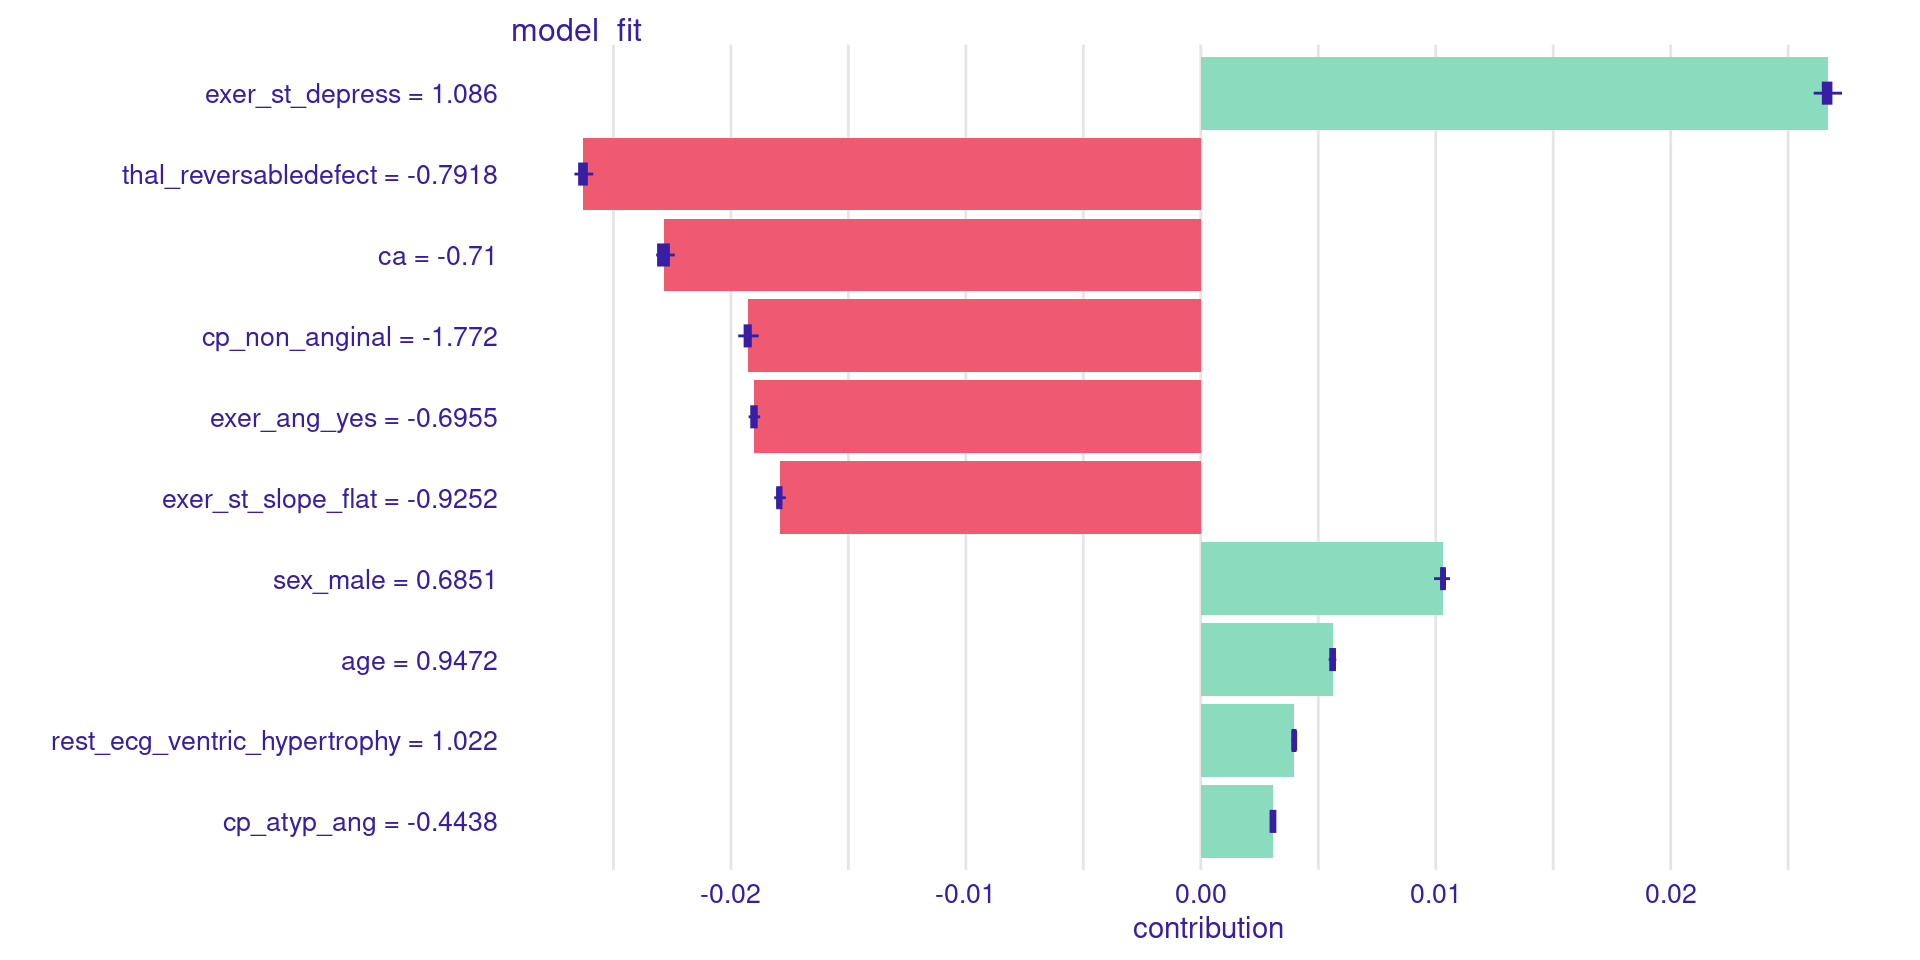 model fit
exer_st_depress = 1.086
thal_reversabledefect = -0.7918
ca = -0.71
cp_non_anginal = -1.772
exer_ang_yes = -0.6955
exer_st_slope_flat = -0.9252
sex_male = 0.6851
age = 0.9472
rest_ecg_ventric_hypertrophy = 1.022
cp_atyp_ang = -0.4438
-0.02 -0.01 0.00 0.01 0.02
contribution